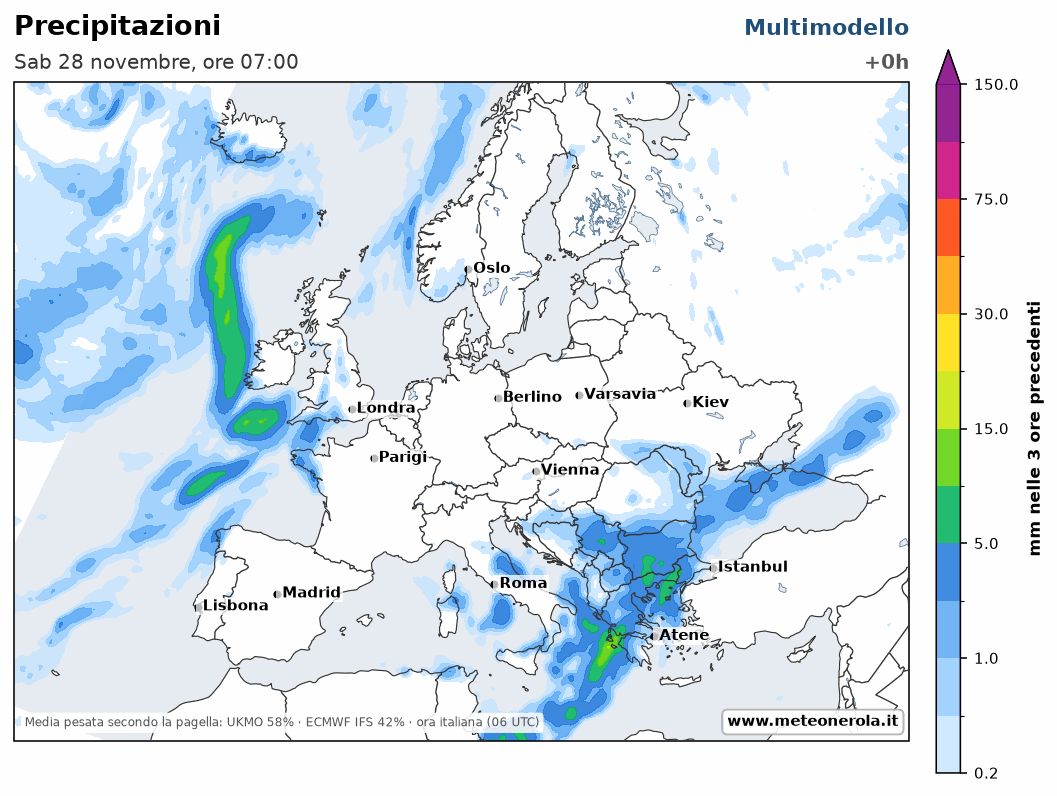 Precipitazioni
Multimodello
Sab 28 novembre, ore 07:00
+0h
150.0
75.0
30.0
15.0
5.0
1.0
0.2
mm nelle 3 ore precedenti
Oslo
Londra
Berlino
Varsavia
Kiev
Parigi
Vienna
Istanbul
Roma
Madrid
Lisbona
Atene
Media pesata secondo la pagella: UKMO 58% · ECMWF IFS 42% · ora italiana (06 UTC)
www.meteonerola.it